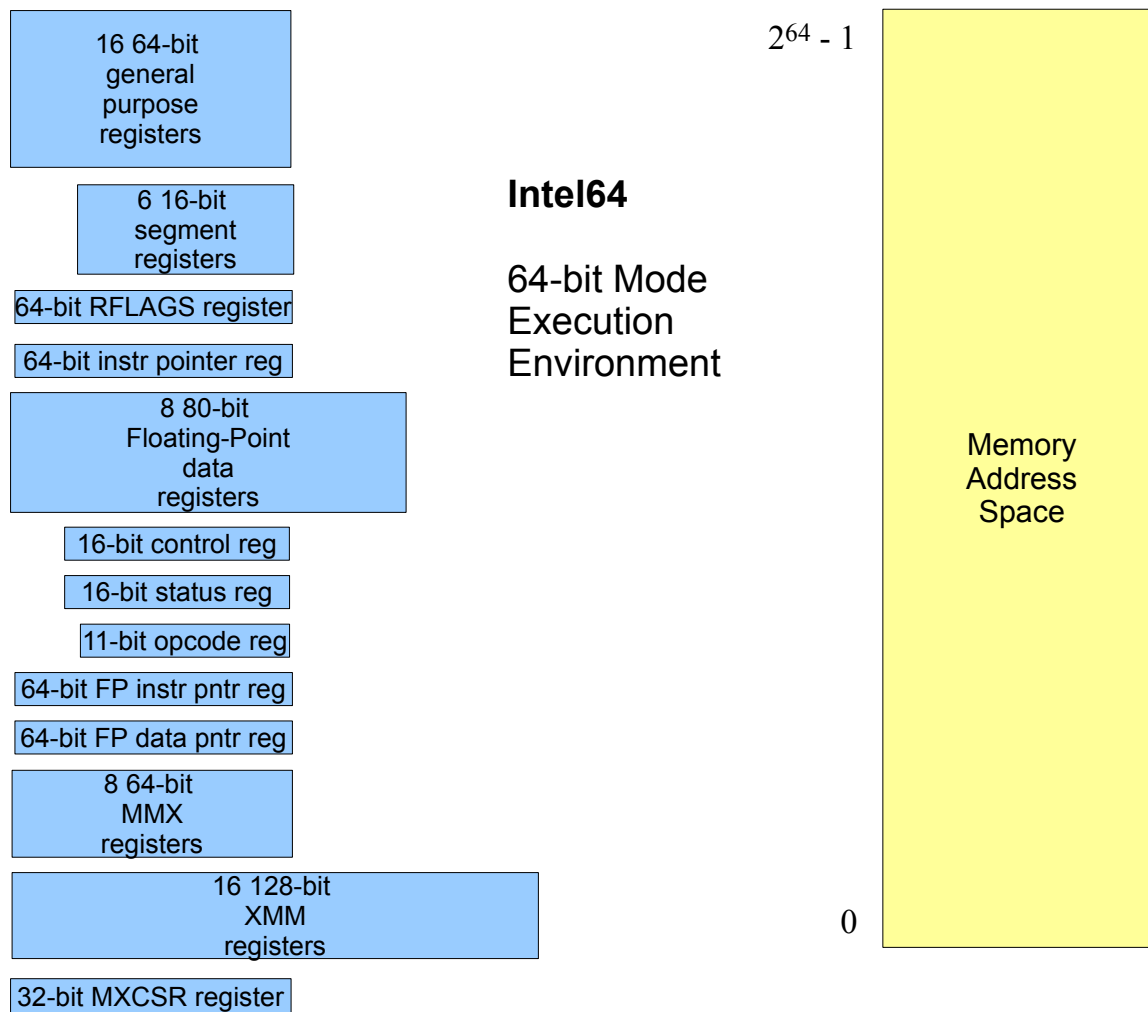 16 64-bit
general
purpose
registers
6 16-bit
segment
registers
64-bit RFLAGS register
64-bit instr pointer reg
8 80-bit
Floating-Point
data
registers
16-bit control reg
16-bit status reg
11-bit opcode reg
64-bit FP instr pntr reg
64-bit FP data pntr reg
8 64-bit
MMX
registers
16 128-bit
XMM
registers
32-bit MXCSR register
Intel64
64-bit Mode
Execution
Environment
2⁶⁴ - 1
Memory
Address
Space
0